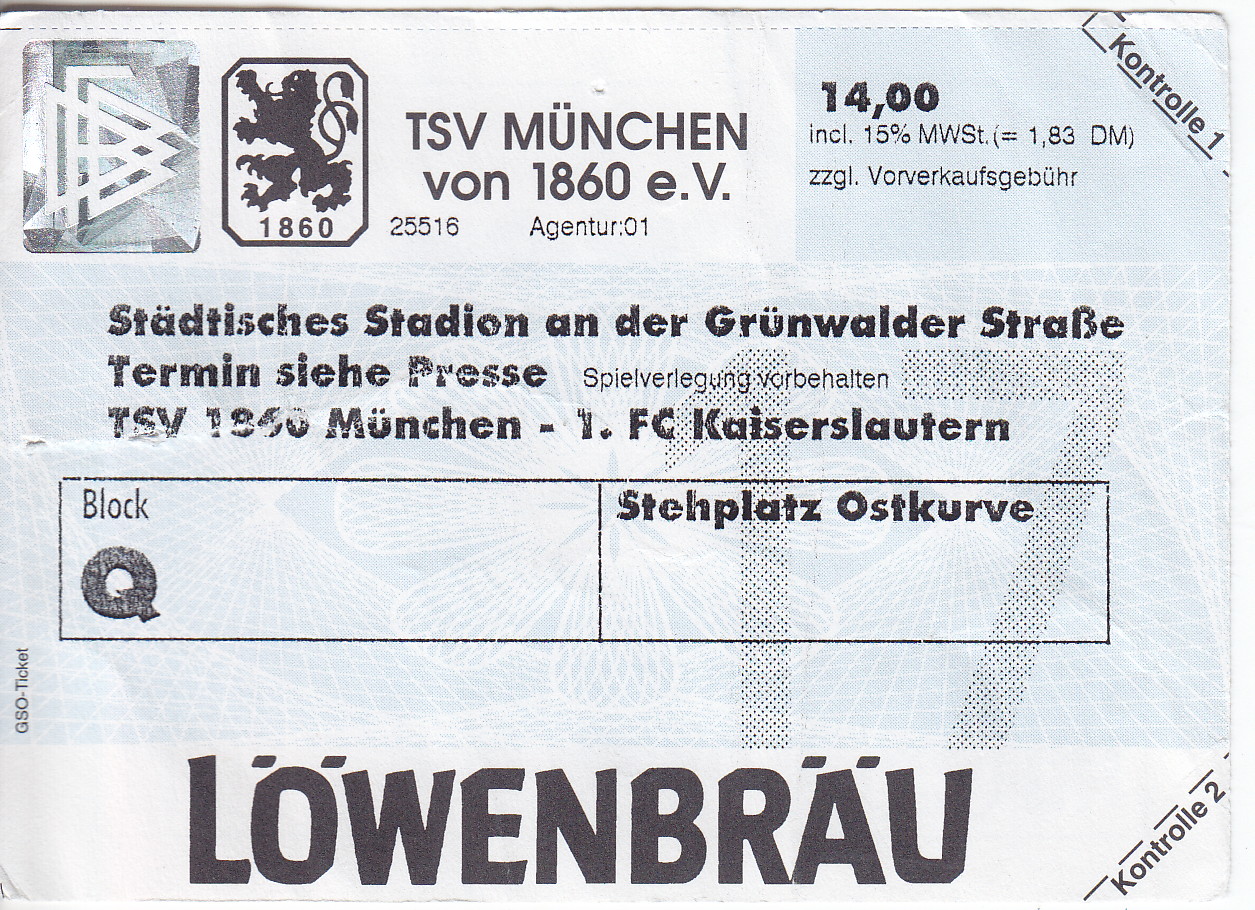 1860
TSV MÜNCHEN
von 1860 e.V.
25516 Agentur:01
14,00
incl. 15% MWSt.(= 1,83 DM)
zzgl. Vorverkaufsgebühr
Kontrolle 1
Städtisches Stadion an der Grünwalder Straße
Termin siehe Presse Spielverlegung vorbehalten
TSV 1860 München - 1. FC Kaiserslautern
17
Block
Q
Stehplatz Ostkurve
GSO-Ticket
LÖWENBRÄU
Kontrolle 2